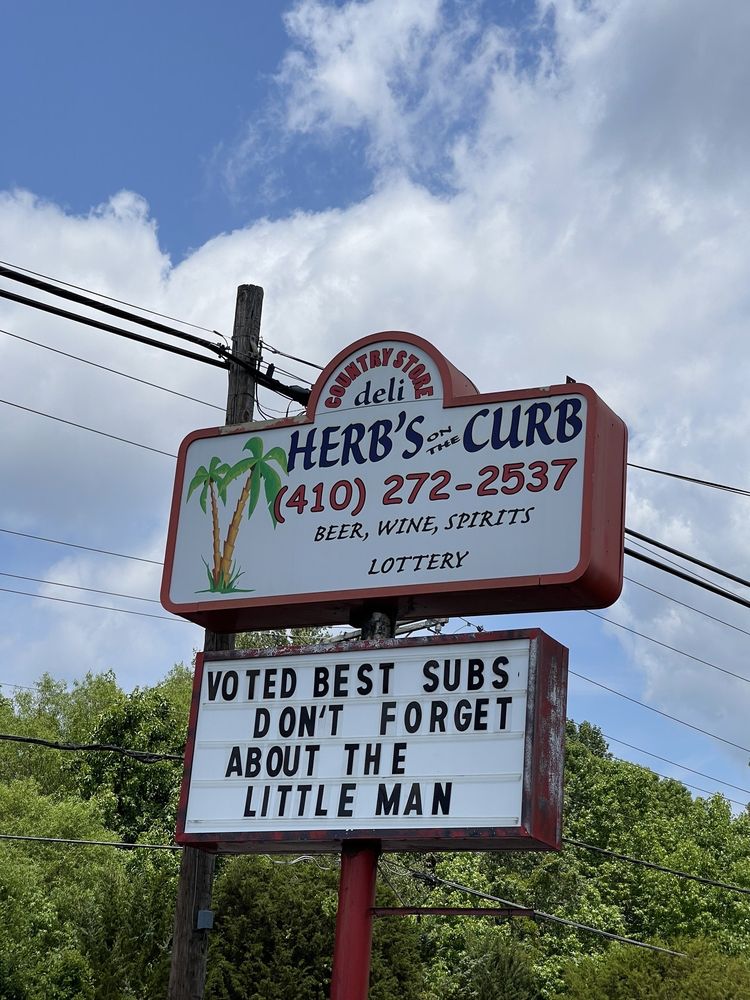 COUNTRY STORE
deli
HERB'S ON THE CURB
(410) 272-2537
BEER, WINE, SPIRITS
LOTTERY
VOTED BEST SUBS
DON'T FORGET
ABOUT THE
LITTLE MAN